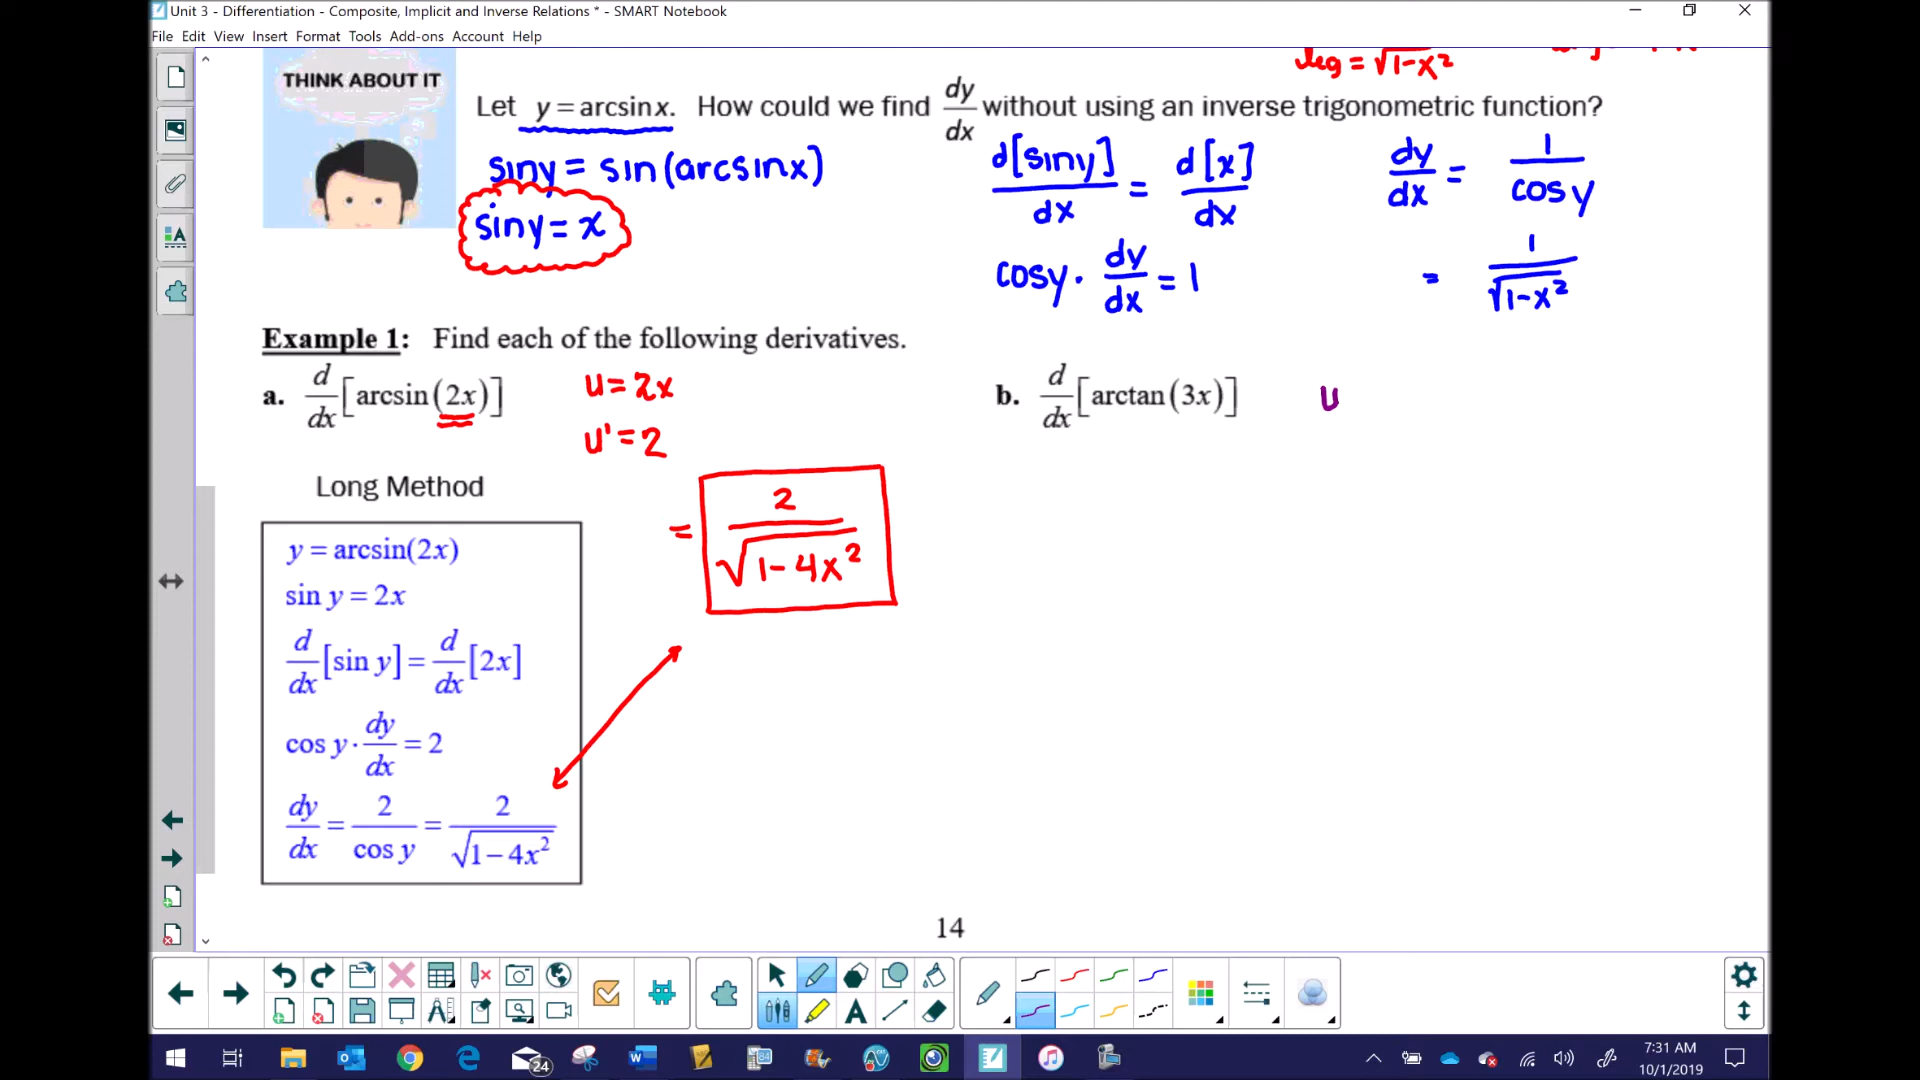 Unit 3 - Differentiation - Composite, Implicit and Inverse Relations * - SMART Notebook
File Edit View Insert Format Tools Add-ons Account Help
leg = √1-x²
THINK ABOUT IT
Let y = arcsin x. How could we find dy/dx without using an inverse trigonometric function?
sin y = sin(arcsin x)
sin y = x
d[sin y]/dx = d[x]/dx
cos y · dy/dx = 1
dy/dx = 1/cos y
= 1/√1-x²
Example 1: Find each of the following derivatives.
a. d/dx [arcsin(2x)]
u = 2x
u' = 2
= 2/√1-4x²
b. d/dx [arctan(3x)]
u
Long Method
y = arcsin(2x)
sin y = 2x
d/dx [sin y] = d/dx [2x]
cos y · dy/dx = 2
dy/dx = 2/cos y = 2/√1-4x²
14
A
A
24
84
7:31 AM
10/1/2019